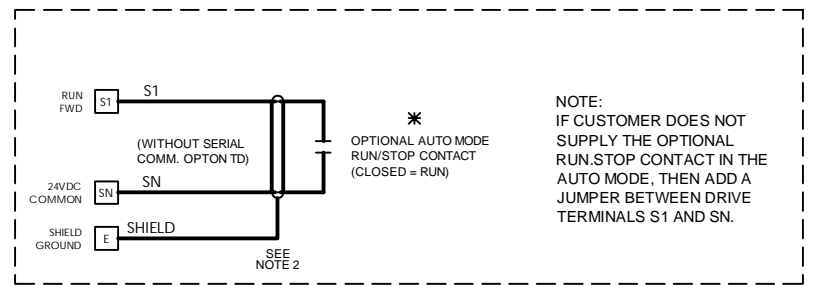 RUN
FWD
S1
S1
(WITHOUT SERIAL
COMM. OPTON TD)
OPTIONAL AUTO MODE
RUN/STOP CONTACT
(CLOSED = RUN)
24VDC
COMMON
SN
SN
SHIELD
GROUND
E
SHIELD
SEE
NOTE 2
NOTE:
IF CUSTOMER DOES NOT
SUPPLY THE OPTIONAL
RUN.STOP CONTACT IN THE
AUTO MODE, THEN ADD A
JUMPER BETWEEN DRIVE
TERMINALS S1 AND SN.